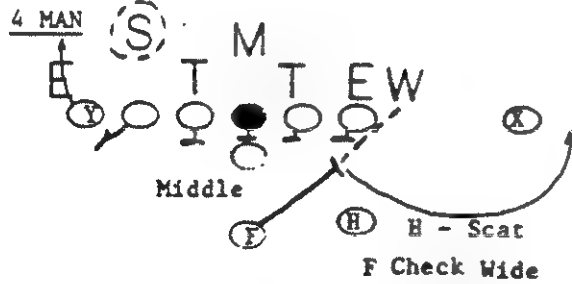 4 MAN
S M
E T T E W
Y X
Middle
F H H - Scat
F Check Wide